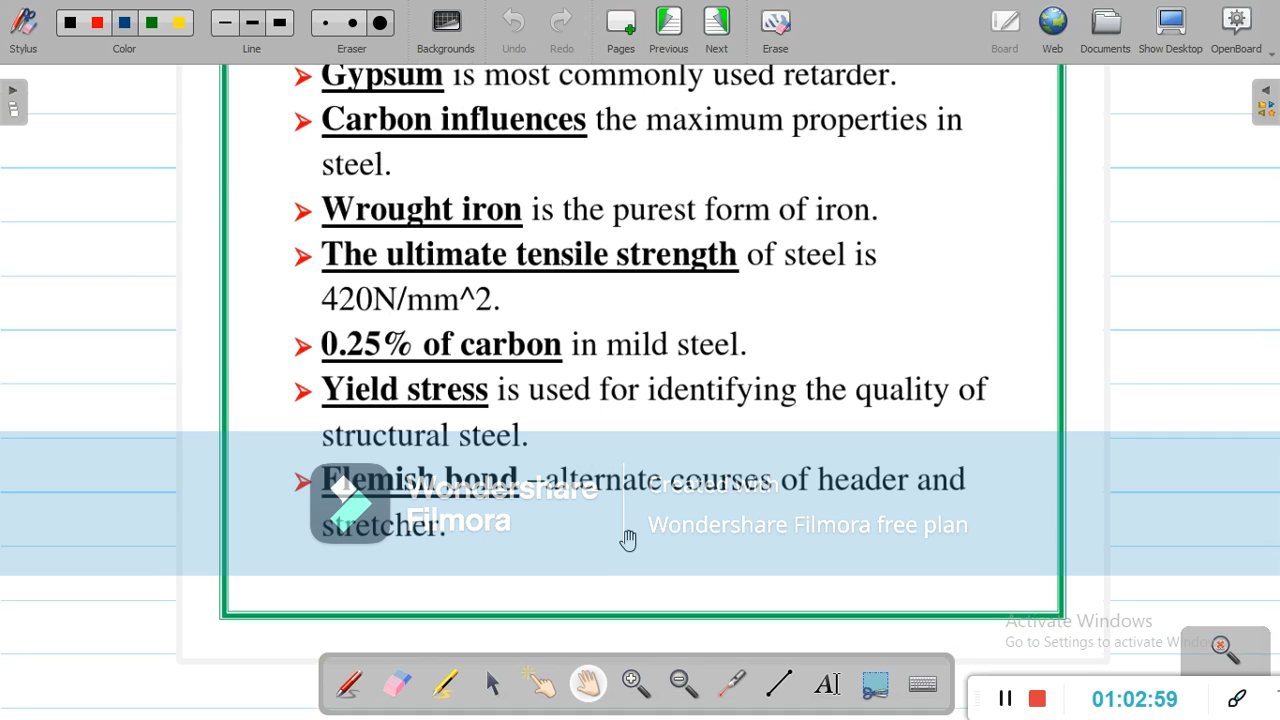 Stylus Color Line Eraser Backgrounds Undo Redo Pages Previous Next Erase Board Web Documents Show Desktop OpenBoard
Gypsum is most commonly used retarder.
Carbon influences the maximum properties in
steel.
Wrought iron is the purest form of iron.
The ultimate tensile strength of steel is
420N/mm^2.
0.25% of carbon in mild steel.
Yield stress is used for identifying the quality of
structural steel.
Flemish bond –alternate courses of header and
stretcher.
Wondershare
Filmora
Created with
Wondershare Filmora free plan
Activate Windows
Go to Settings to activate Windows
01:02:59